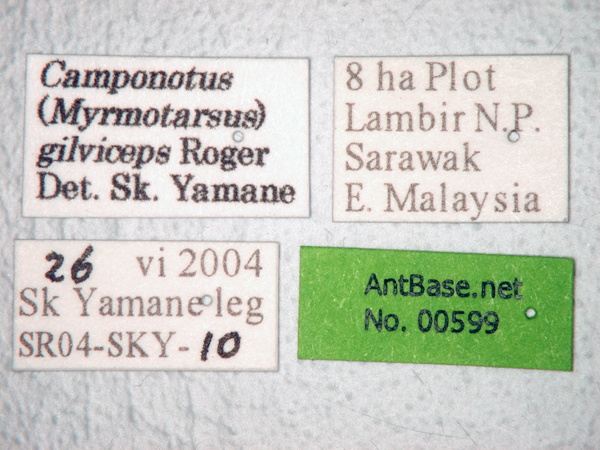 Camponotus
(Myrmotarsus)
gilviceps Roger
Det. Sk. Yamane
8 ha Plot
Lambir N.P.
Sarawak
E. Malaysia
26 vi 2004
Sk Yamane leg
SR04-SKY-10
AntBase.net
No. 00599